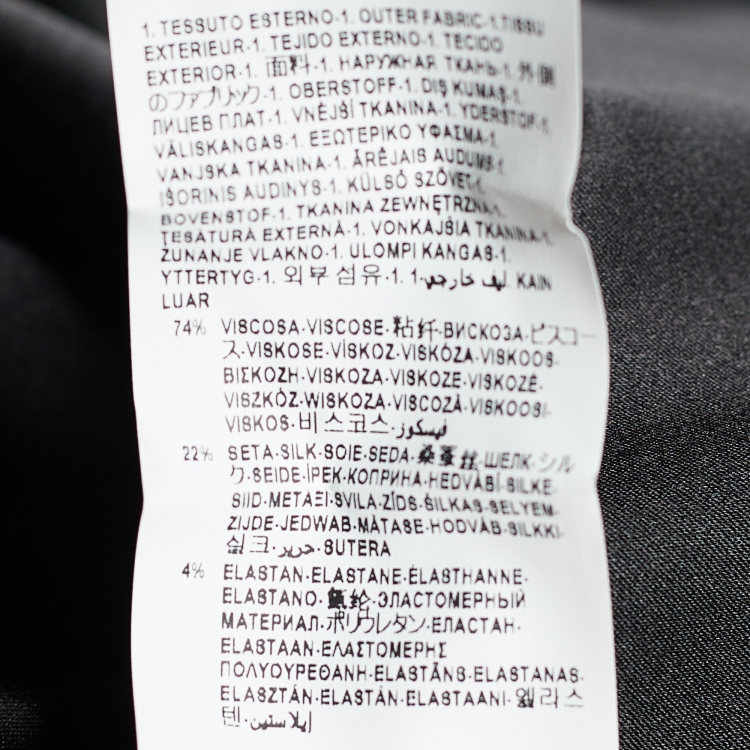 1. TESSUTO ESTERNO-1. OUTER FABRIC-1.TISSU
EXTERIEUR-1. TEJIDO EXTERNO-1. TECIDO
EXTERIOR-1. 面料-1. НАРУЖНАЯ ТКАНЬ-1. 外側
のファブリック-1. OBERSTOFF-1. DIŞ KUMAŞ-1.
ЛИЦЕВ ПЛАТ-1. VNĚJŠÍ TKANINA-1. YDERSTOF-1.
VÄLISKANGAS-1. ΕΞΩΤΕΡΙΚΟ ΥΦΑΣΜΑ-1.
VANJSKA TKANINA-1. ĀRĒJAIS AUDUMS-1.
IŠORINIS AUDINYS-1. KÜLSŐ SZÖVET-1.
BOVENSTOF-1. TKANINA ZEWNĘTRZNA-1.
ŢESĂTURĂ EXTERNĂ-1. VONKAJŠIA TKANINA-1.
ZUNANJE VLAKNO-1. ULOMPI KANGAS-1.
YTTERTYG-1. 외부 섬유-1. 1-ليف خارجي. KAIN
LUAR
74% VISCOSA-VISCOSE-粘纤-ВИСКОЗА-ビスコー
ス-VISKOSE-VİSKOZ-VISKÓZA-VISKOOS-
ΒΙΣΚΟΖΗ-VISKOZA-VISKOZE-VISKOZĖ-
VISZKÓZ-WISKOZA-VISCOZĂ-VISKOOSI-
VISKOS-비스코스-فيسكوز
22% SETA-SILK-SOIE-SEDA-桑蚕丝-ШЕЛК-シル
ク-SEIDE-İPEK-КОПРИНА-HEDVÁBÍ-SILKE-
SIID-ΜΕΤΑΞΙ-SVILA-ZĪDS-ŠILKAS-SELYEM-
ZIJDE-JEDWAB-MĂTASE-HODVÁB-SILKKI-
실크-حرير-SUTERA
4% ELASTAN-ELASTANE-ÉLASTHANNE-
ELASTANO-氨纶-ЭЛАСТОМЕРНЫЙ
МАТЕРИАЛ-ポリウレタン-ЕЛАСТАН-
ELASTAAN-ΕΛΑΣΤΟΜΕΡΗΣ
ΠΟΛΥΟΥΡΕΘΑΝΗ-ELASTĀNS-ELASTANAS-
ELASZTÁN-ELASTÁN-ELASTAANI-엘라스
텐-إيلاستين